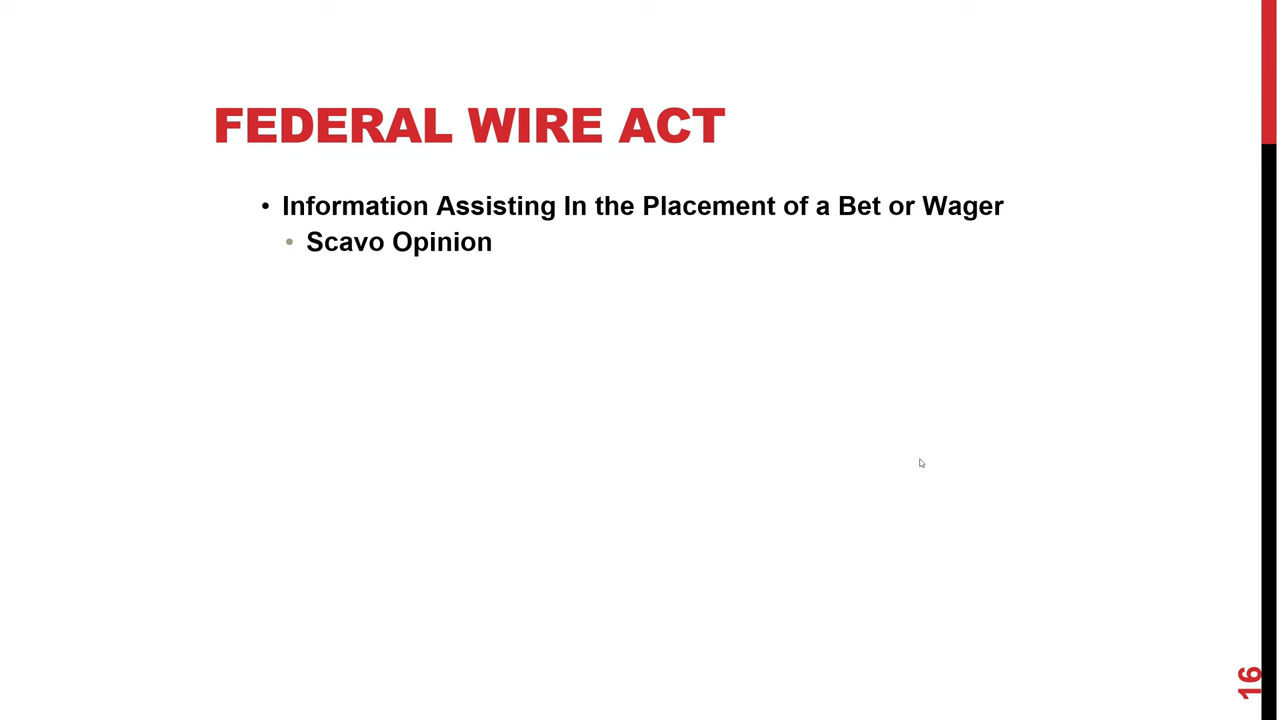 FEDERAL WIRE ACT
• Information Assisting In the Placement of a Bet or Wager
• Scavo Opinion
16